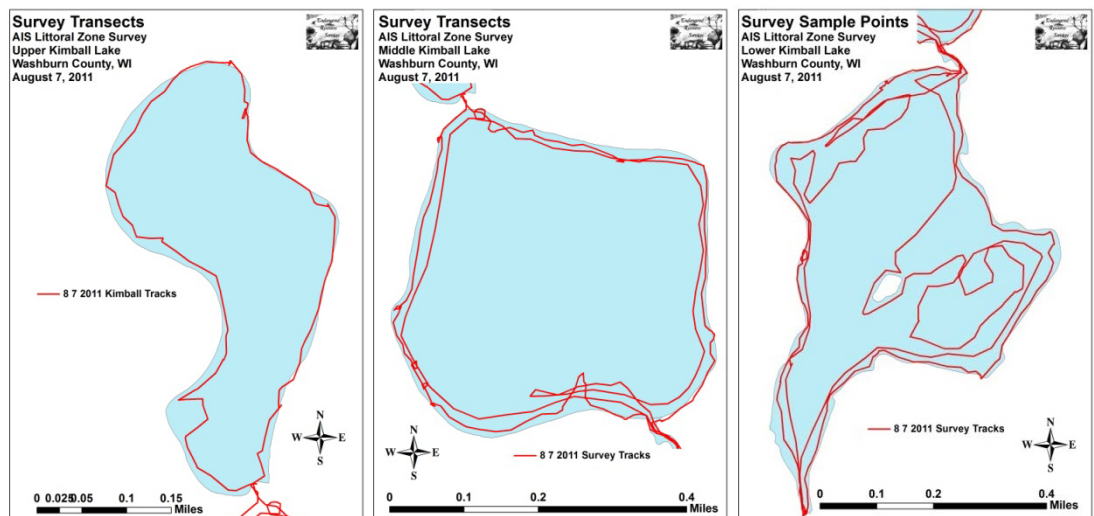 Survey Transects
AIS Littoral Zone Survey
Upper Kimball Lake
Washburn County, WI
August 7, 2011
8 7 2011 Kimball Tracks
N
W E
S
0 0.025 0.05 0.1 0.15
Miles
Survey Transects
AIS Littoral Zone Survey
Middle Kimball Lake
Washburn County, WI
August 7, 2011
N
W E
S
8 7 2011 Survey Tracks
0 0.1 0.2 0.4
Miles
Survey Sample Points
AIS Littoral Zone Survey
Lower Kimball Lake
Washburn County, WI
August 7, 2011
N
W E
S
8 7 2011 Survey Tracks
0 0.1 0.2 0.4
Miles